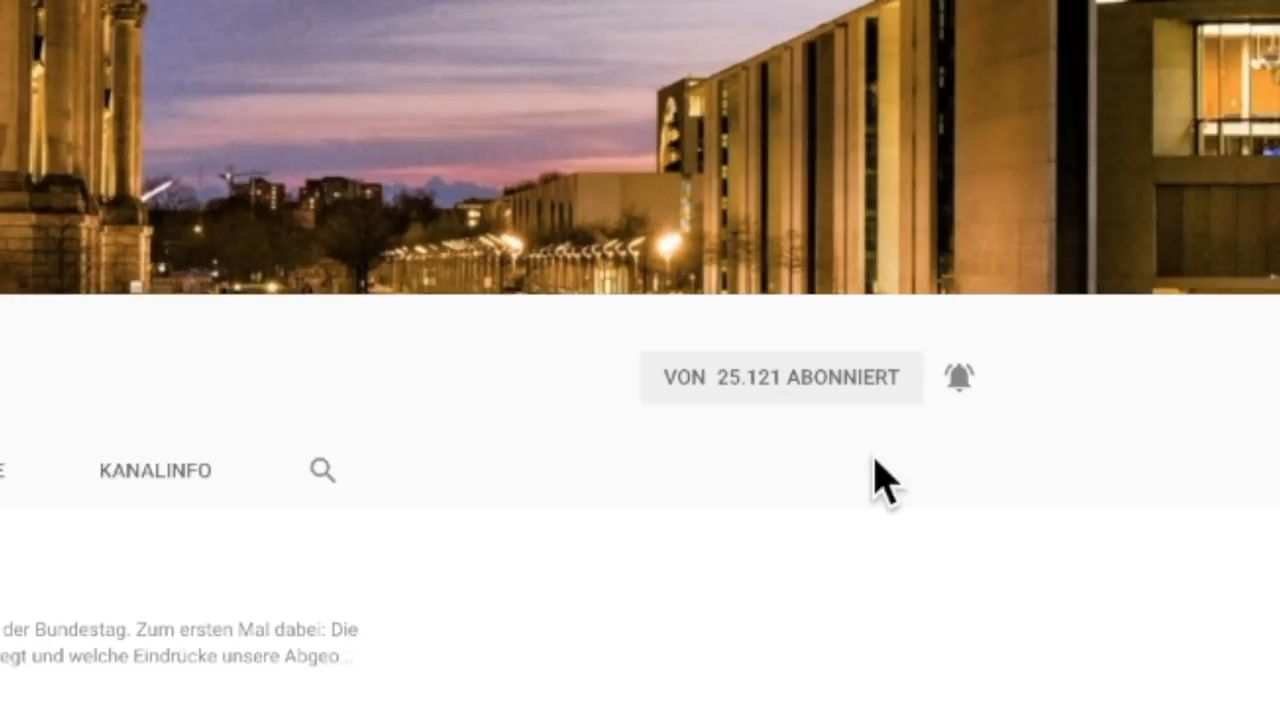 VON 25.121 ABONNIERT
E KANALINFO
der Bundestag. Zum ersten Mal dabei: Die
egt und welche Eindrücke unsere Abgeo...